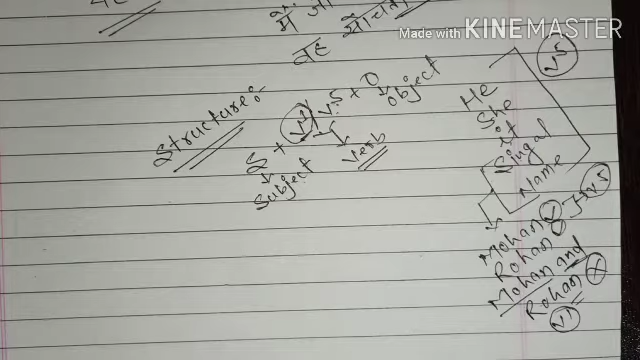 Made with KINEMASTER
मैं
वह
Structure:
S + V1/V5 + O
Subject
Verb
Object
He
She
it
Singal
Name
V5
Mohan
Rohan
V5
Mohan and
Rohan
V1